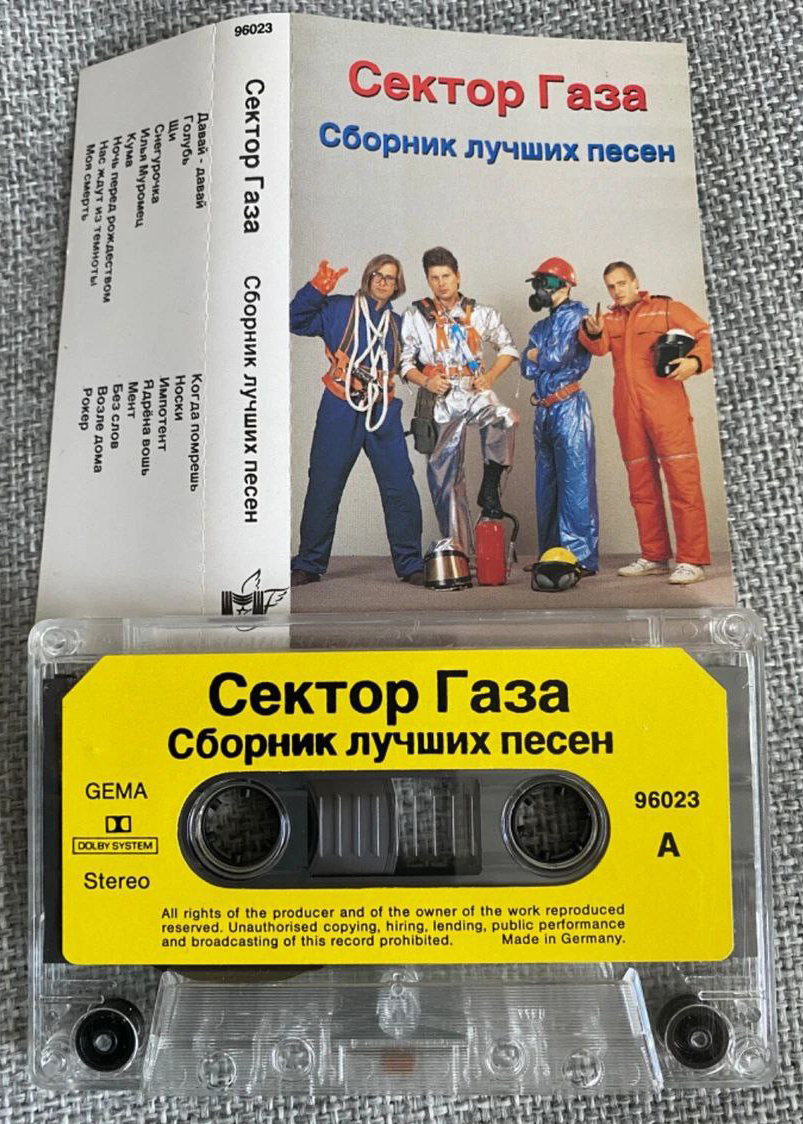 96023
Сектор Газа
Сборник лучших песен
Сектор Газа Сборник лучших песен
Давай - давай
Голубь
Щи
Снегурочка
Илья Муромец
Кума
Ночь перед рождеством
Нас ждут из темноты
Моя смерть
Когда помрешь
Носки
Импотент
Ядрёна вошь
Мент
Без слов
Возле дома
Рокер
Сектор Газа
Сборник лучших песен
GEMA
DOLBY SYSTEM
Stereo
96023
A
All rights of the producer and of the owner of the work reproduced
reserved. Unauthorised copying, hiring, lending, public performance
and broadcasting of this record prohibited. Made in Germany.